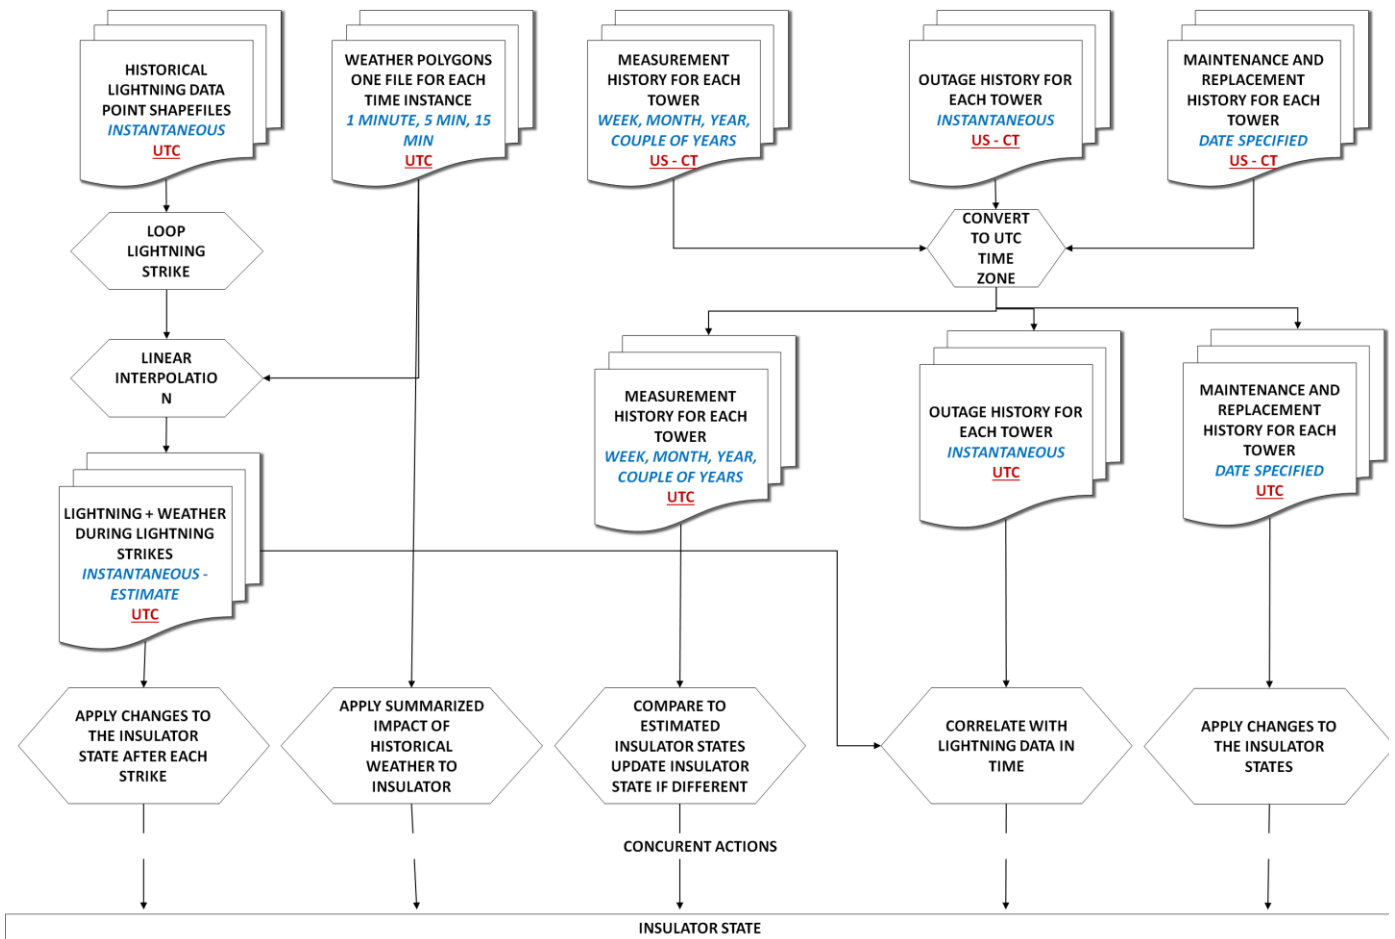 HISTORICAL
LIGHTNING DATA
POINT SHAPEFILES
INSTANTANEOUS
UTC
WEATHER POLYGONS
ONE FILE FOR EACH
TIME INSTANCE
1 MINUTE, 5 MIN, 15
MIN
UTC
MEASUREMENT
HISTORY FOR EACH
TOWER
WEEK, MONTH, YEAR,
COUPLE OF YEARS
US - CT
OUTAGE HISTORY FOR
EACH TOWER
INSTANTANEOUS
US - CT
MAINTENANCE AND
REPLACEMENT
HISTORY FOR EACH
TOWER
DATE SPECIFIED
US - CT
LOOP
LIGHTNING
STRIKE
CONVERT
TO UTC
TIME
ZONE
LINEAR
INTERPOLATIO
N
MEASUREMENT
HISTORY FOR EACH
TOWER
WEEK, MONTH, YEAR,
COUPLE OF YEARS
UTC
OUTAGE HISTORY FOR
EACH TOWER
INSTANTANEOUS
UTC
MAINTENANCE AND
REPLACEMENT
HISTORY FOR EACH
TOWER
DATE SPECIFIED
UTC
LIGHTNING + WEATHER
DURING LIGHTNING
STRIKES
INSTANTANEOUS -
ESTIMATE
UTC
APPLY CHANGES TO
THE INSULATOR
STATE AFTER EACH
STRIKE
APPLY SUMMARIZED
IMPACT OF
HISTORICAL
WEATHER TO
INSULATOR
COMPARE TO
ESTIMATED
INSULATOR STATES
UPDATE INSULATOR
STATE IF DIFFERENT
CORRELATE WITH
LIGHTNING DATA IN
TIME
APPLY CHANGES TO
THE INSULATOR
STATES
CONCURENT ACTIONS
INSULATOR STATE